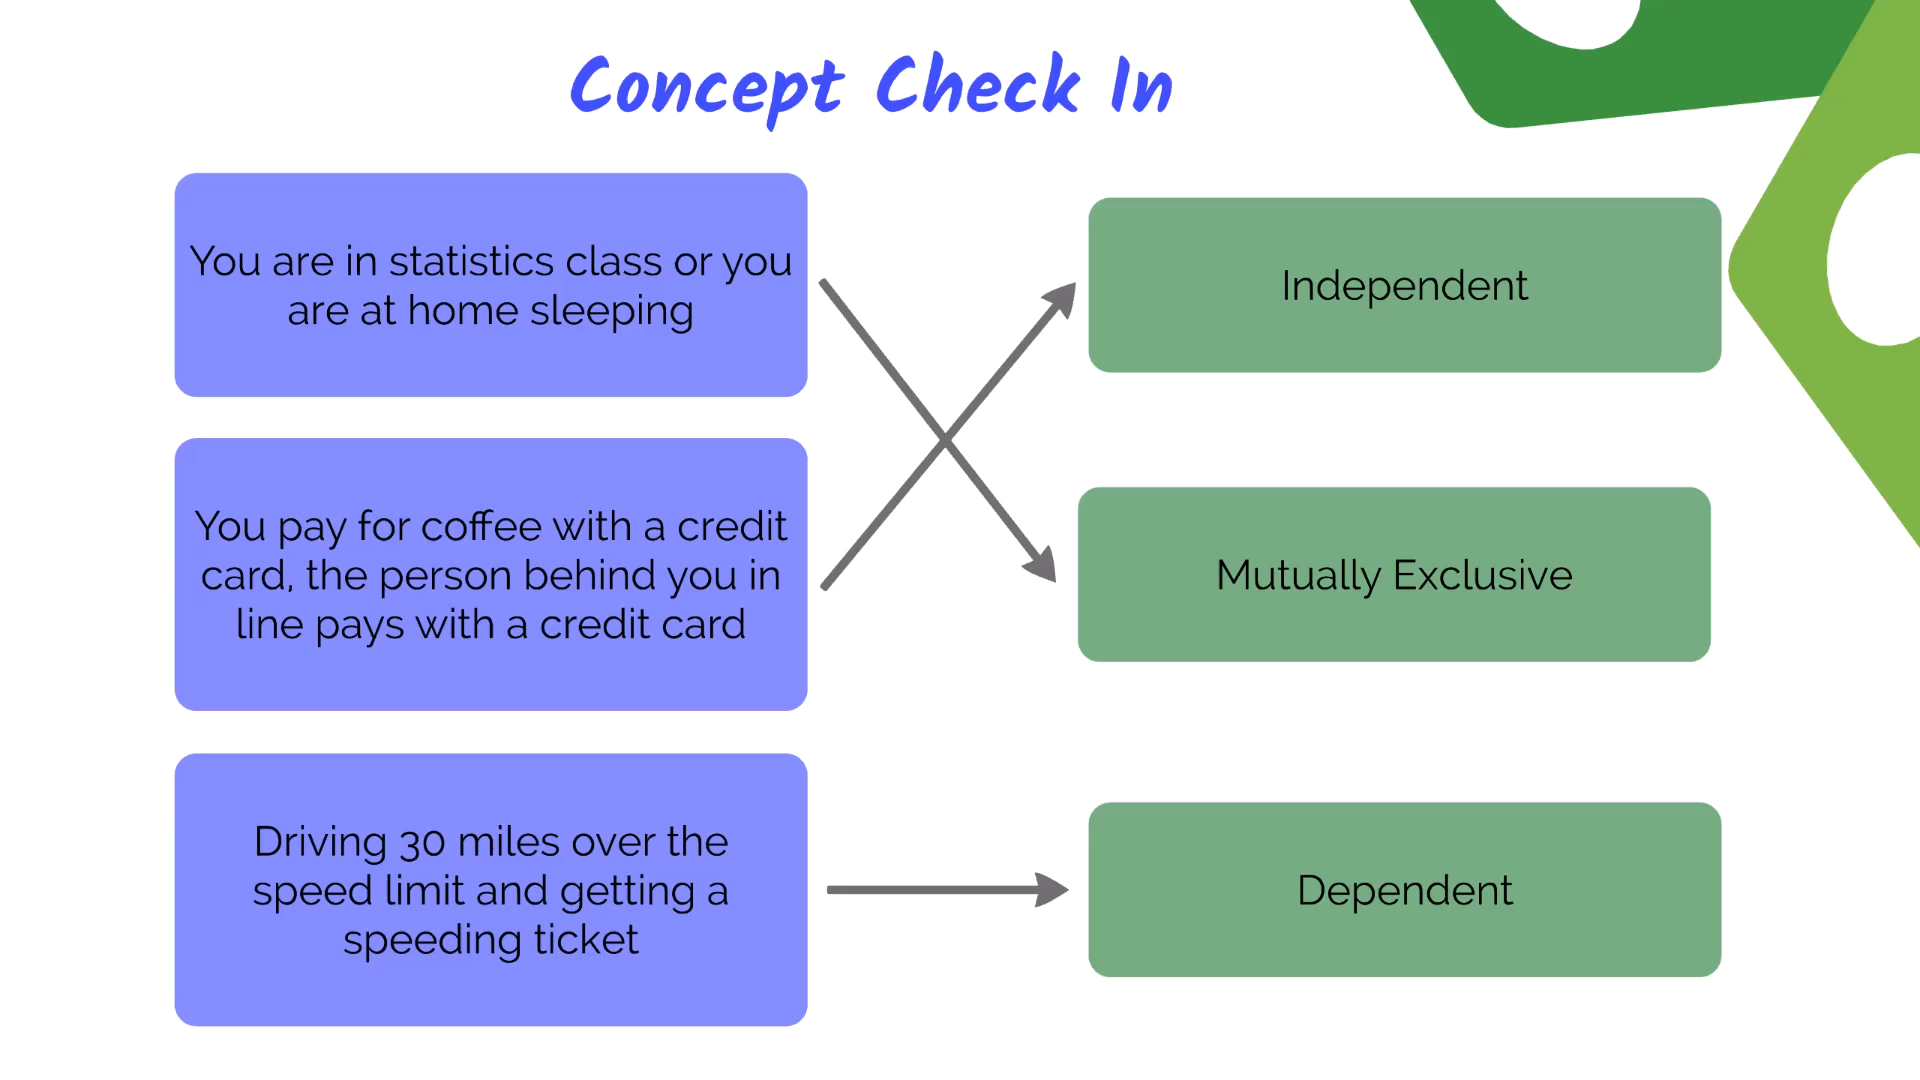 Concept Check In
You are in statistics class or you
are at home sleeping
Independent
You pay for coffee with a credit
card, the person behind you in
line pays with a credit card
Mutually Exclusive
Driving 30 miles over the
speed limit and getting a
speeding ticket
Dependent